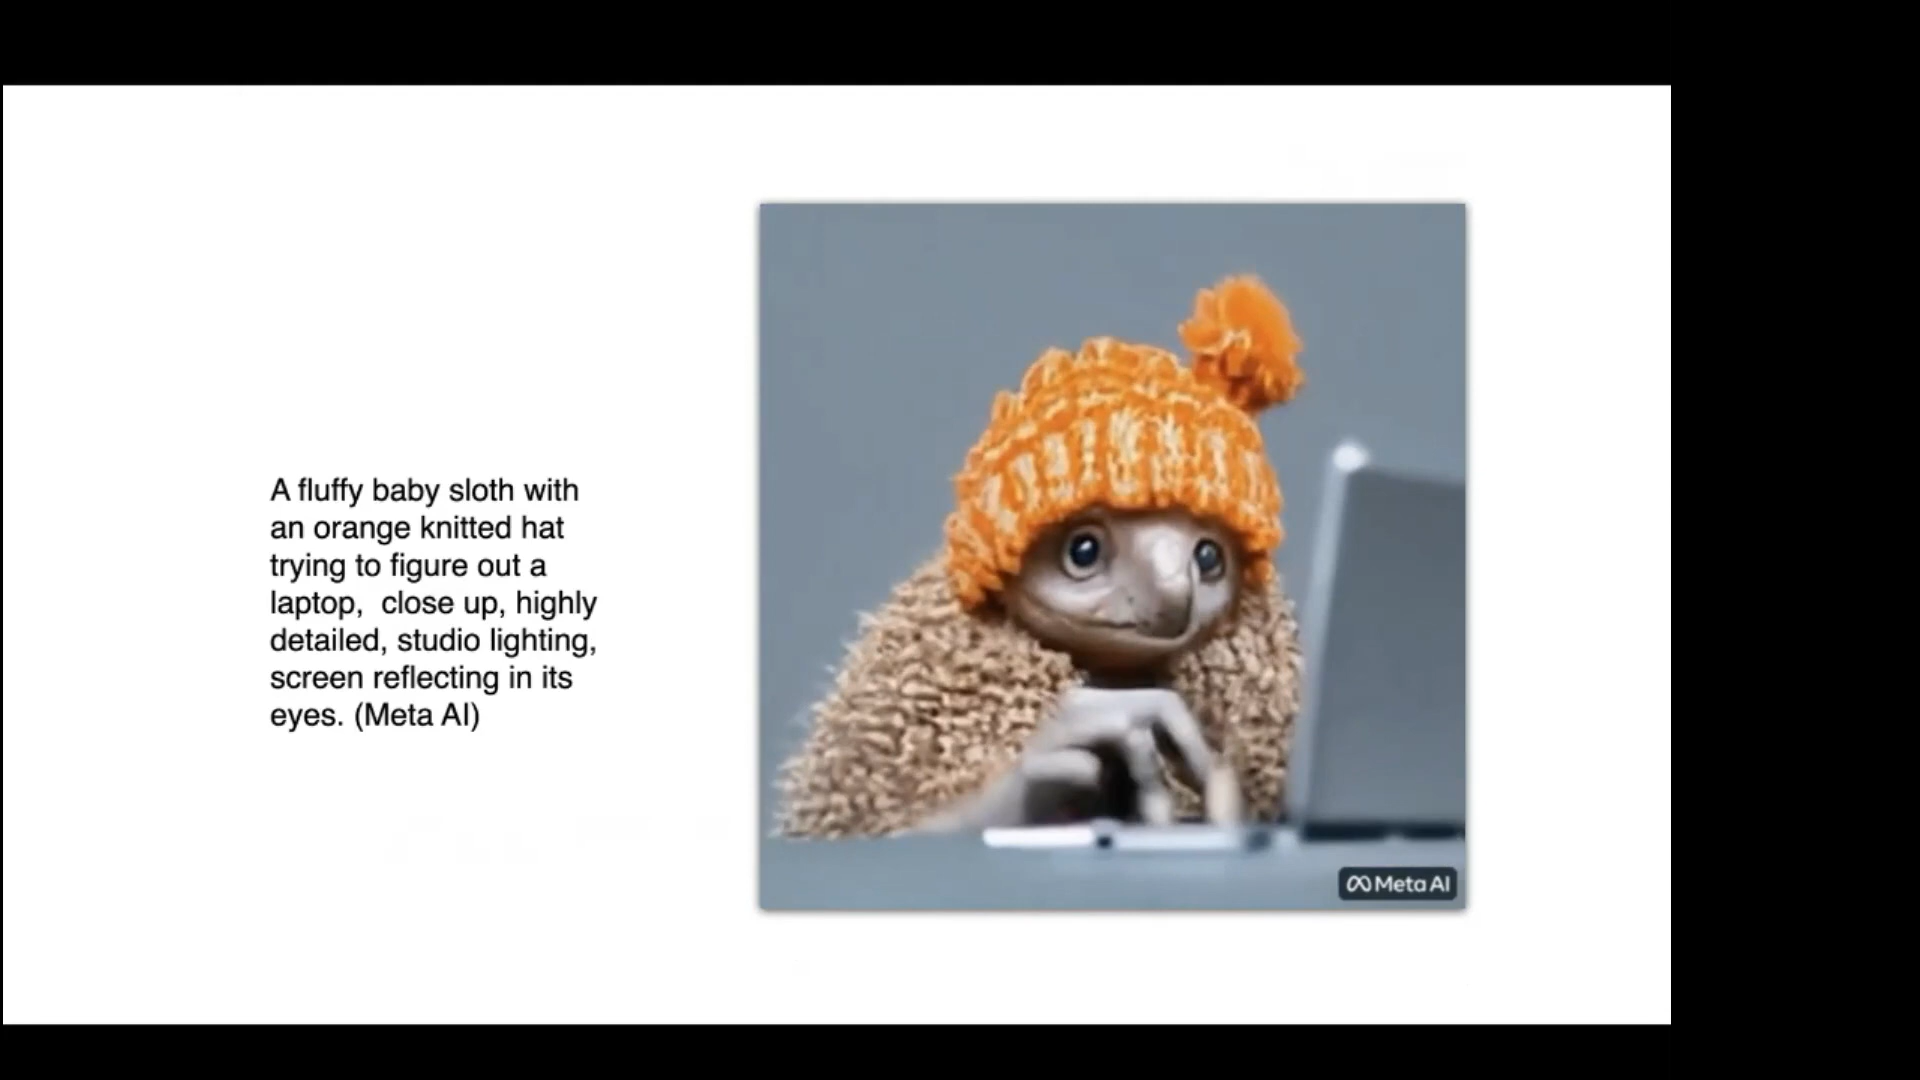 A fluffy baby sloth with
an orange knitted hat
trying to figure out a
laptop,  close up, highly
detailed, studio lighting,
screen reflecting in its
eyes. (Meta AI)
Meta AI